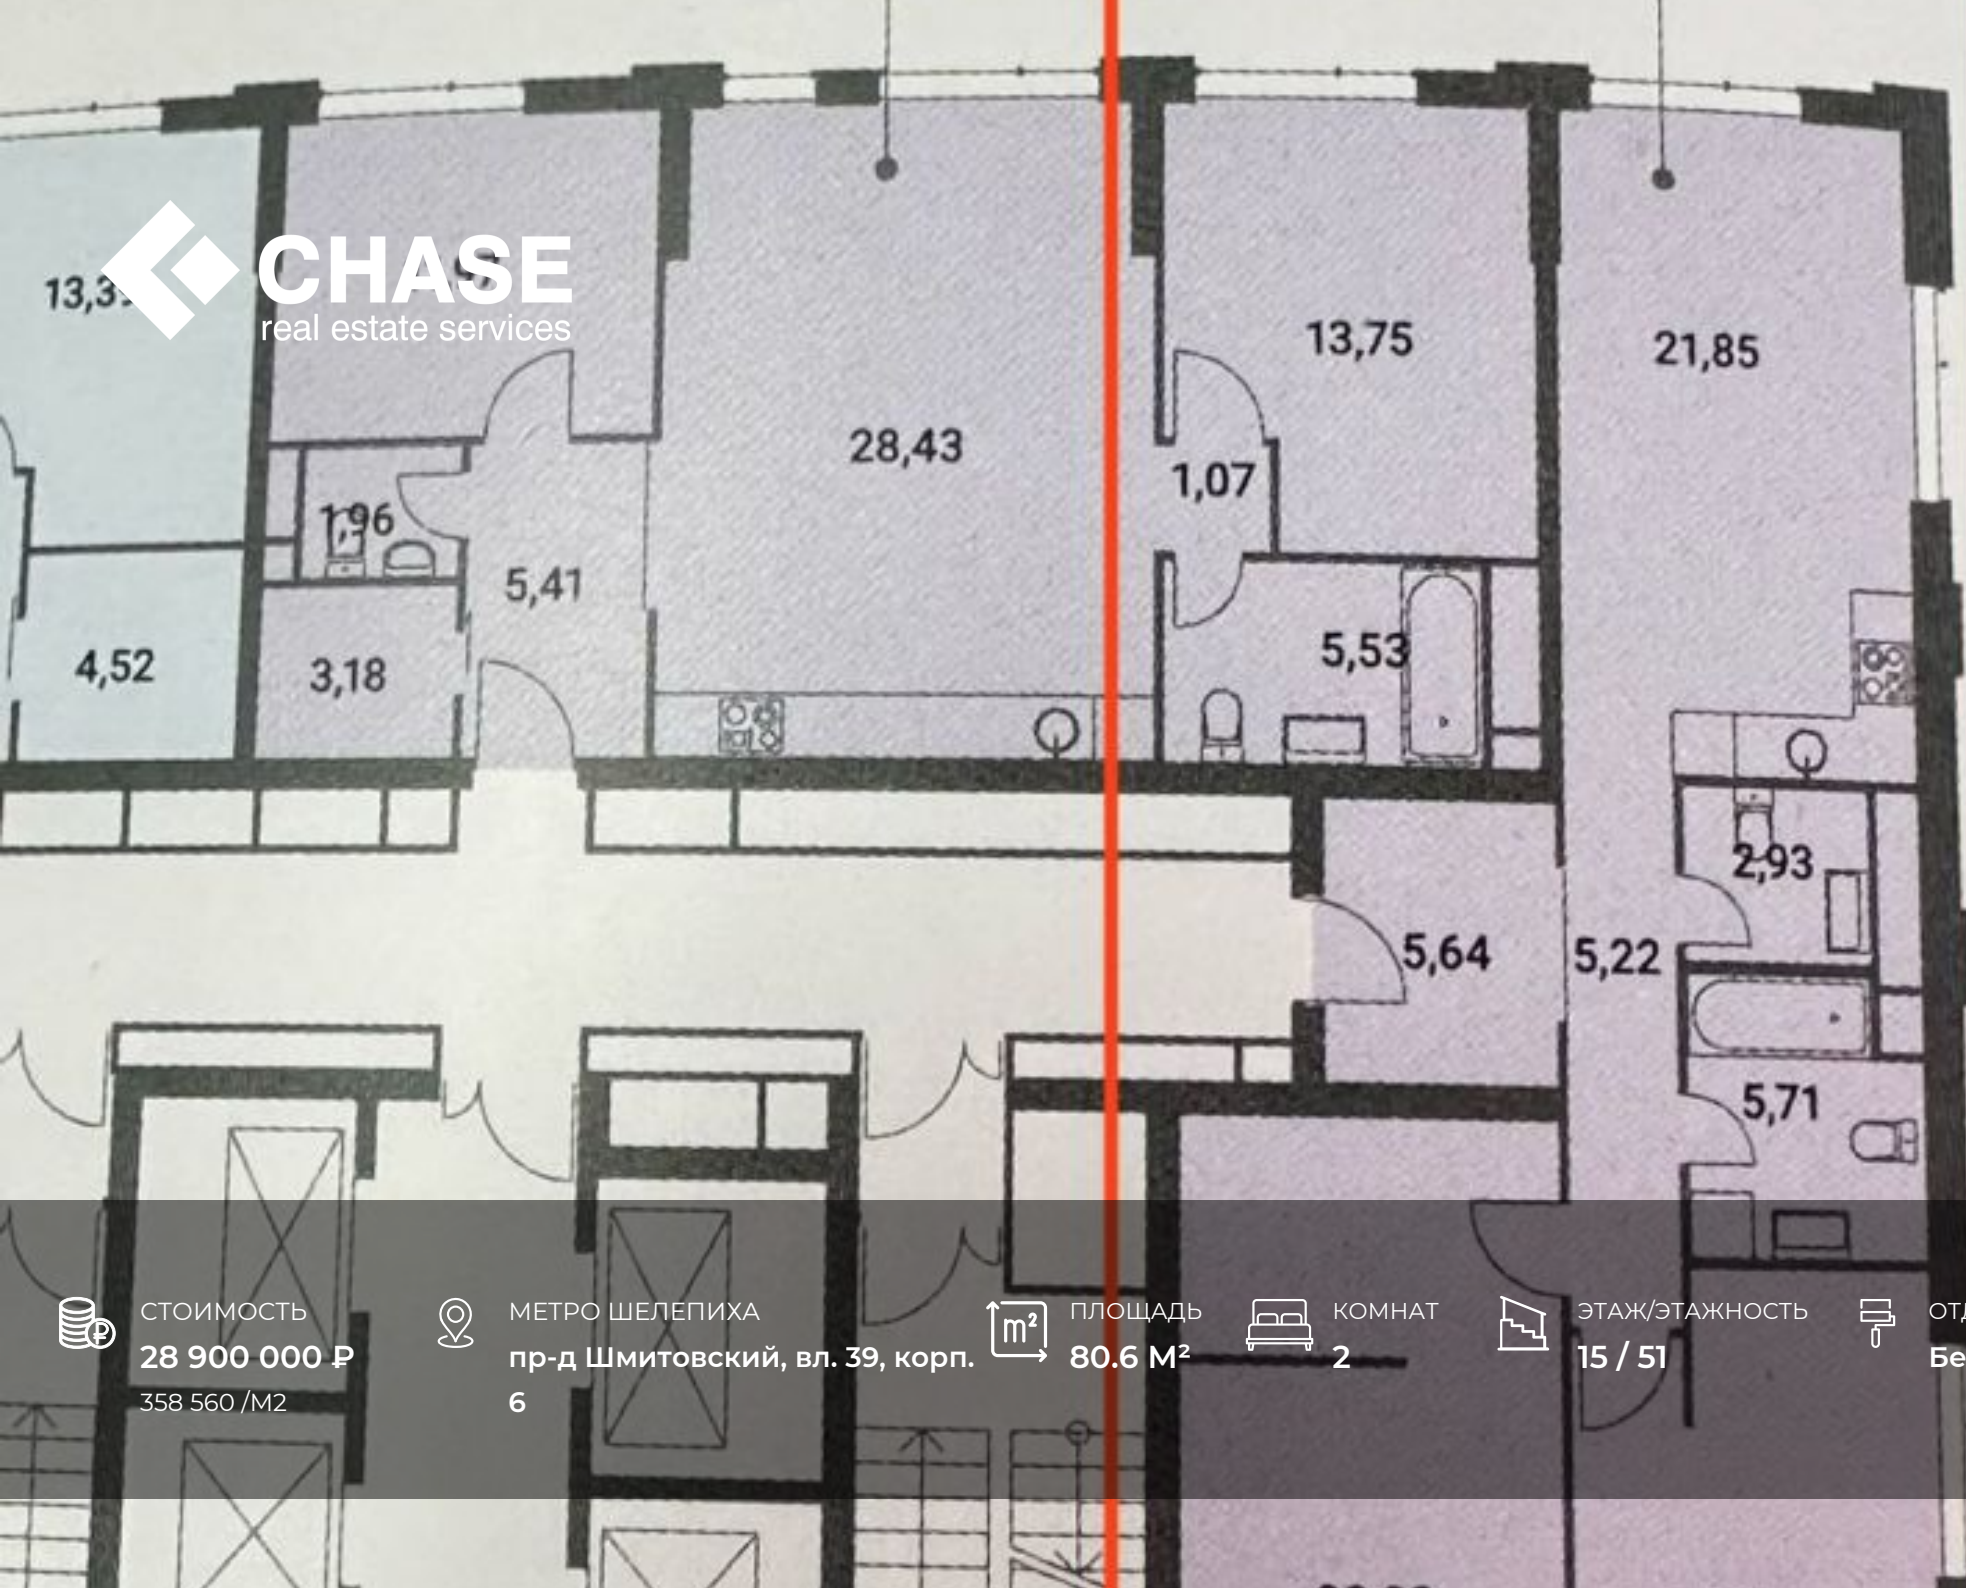 CHASE
real estate services
13,75
21,85
28,43
1,07
1,96
5,41
5,53
4,52
3,18
2,93
5,64
5,22
5,71
СТОИМОСТЬ
28 900 000 ₽
358 560 /М2
МЕТРО ШЕЛЕПИХА
пр-д Шмитовский, вл. 39, корп.
6
m²
ПЛОЩАДЬ
80.6 М²
КОМНАТ
2
ЭТАЖ/ЭТАЖНОСТЬ
15 / 51